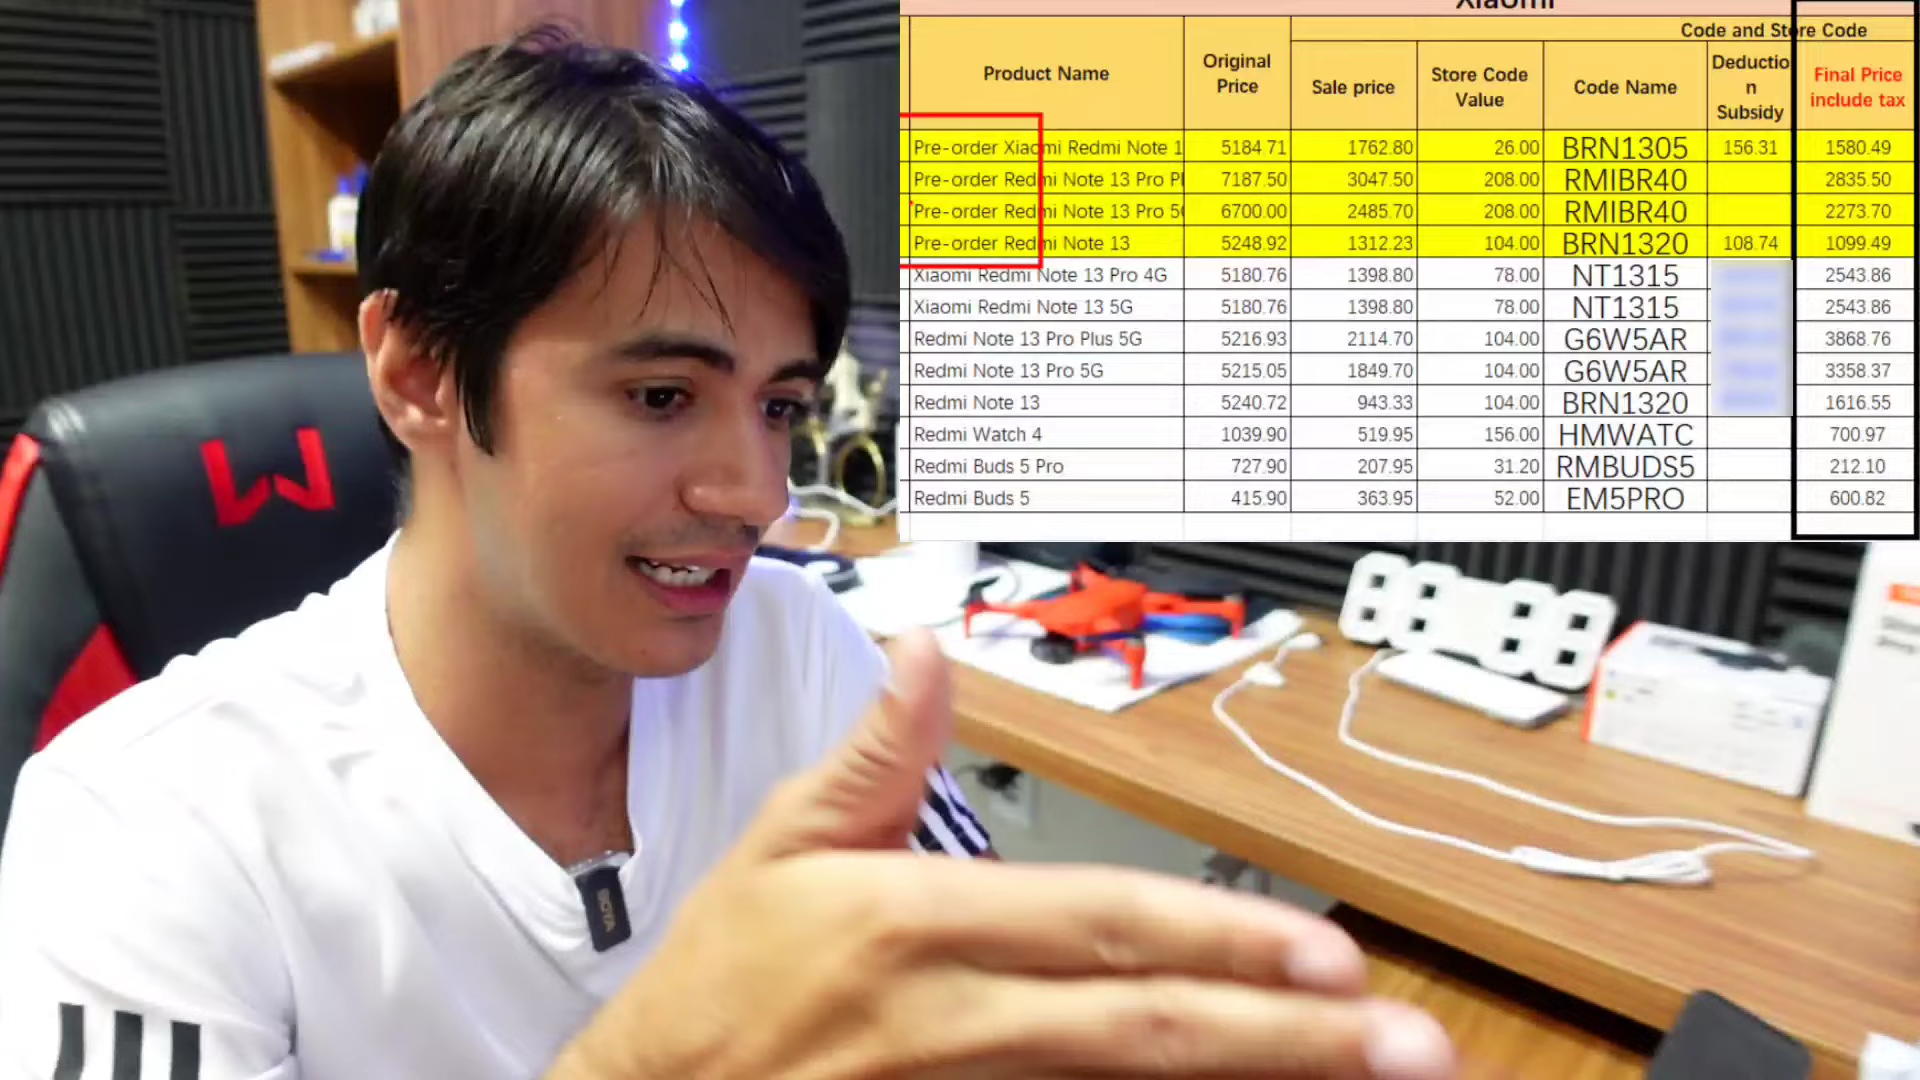 Xiaomi
Code and Store Code
Product Name
Original Price
Sale price
Store Code Value
Code Name
Deductio
n
Subsidy
Final Price include tax
Pre-order Xiaomi Redmi Note 1 5184.71 1762.80 26.00 BRN1305 156.31 1580.49
Pre-order Redmi Note 13 Pro Pl 7187.50 3047.50 208.00 RMIBR40 2835.50
Pre-order Redmi Note 13 Pro 5G 6700.00 2485.70 208.00 RMIBR40 2273.70
Pre-order Redmi Note 13 5248.92 1312.23 104.00 BRN1320 108.74 1099.49
Xiaomi Redmi Note 13 Pro 4G 5180.76 1398.80 78.00 NT1315 2543.86
Xiaomi Redmi Note 13 5G 5180.76 1398.80 78.00 NT1315 2543.86
Redmi Note 13 Pro Plus 5G 5216.93 2114.70 104.00 G6W5AR 3868.76
Redmi Note 13 Pro 5G 5215.05 1849.70 104.00 G6W5AR 3358.37
Redmi Note 13 5240.72 943.33 104.00 BRN1320 1616.55
Redmi Watch 4 1039.90 519.95 156.00 HMWATC 700.97
Redmi Buds 5 Pro 727.90 207.95 31.20 RMBUDS5 212.10
Redmi Buds 5 415.90 363.95 52.00 EM5PRO 600.82
BOYA